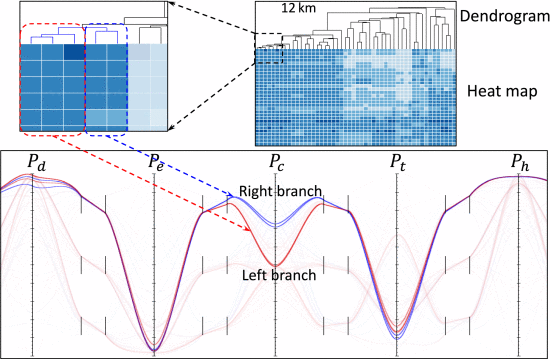 12 km
Dendrogram
Heat map
P_d P_e P_c P_t P_h
Right branch
Left branch